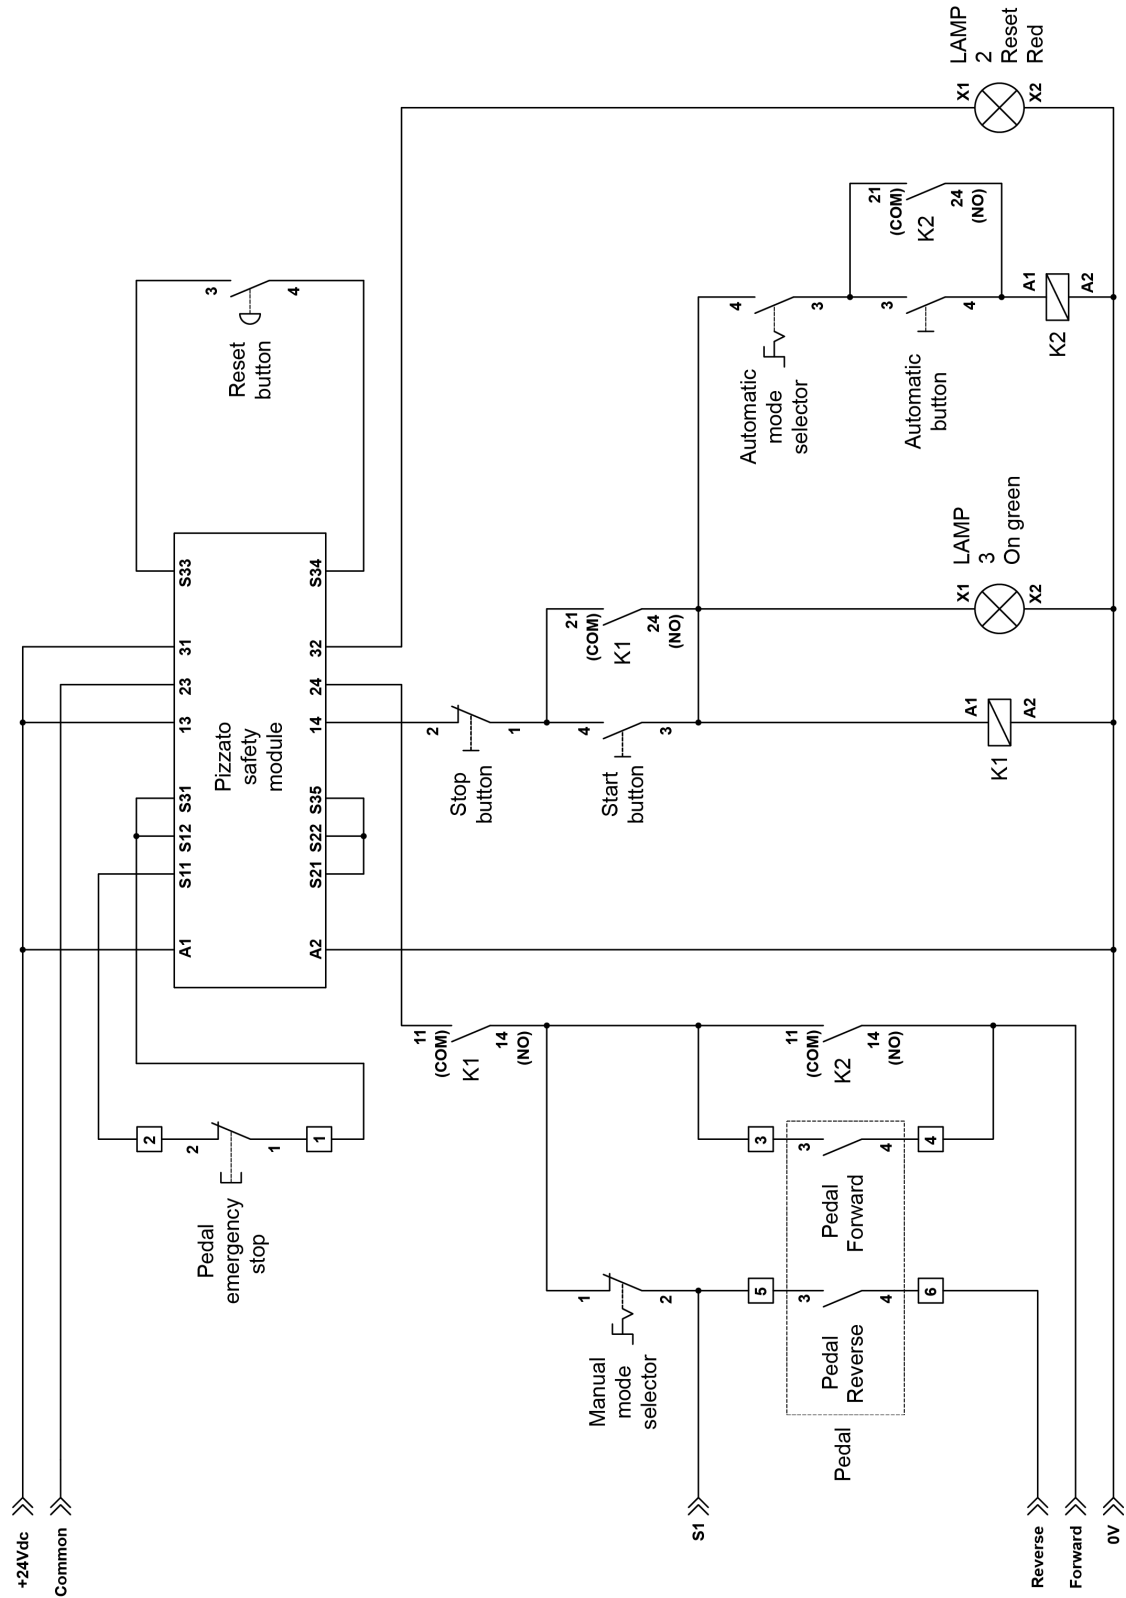 +24Vdc
Common
S1
Reverse
Forward
0V
Pedal
emergency
stop
2
2
1
1
Pizzato
safety
module
A1
S11
S12
S31
13
23
31
S33
A2
S21
S22
S35
14
24
32
S34
Reset
button
3
4
11
(COM)
K1
14
(NO)
Manual
mode
selector
1
2
Pedal
5
3
Pedal
Reverse
4
6
3
3
Pedal
Forward
4
4
11
(COM)
K2
14
(NO)
Stop
button
2
1
Start
button
4
3
21
(COM)
K1
24
(NO)
A1
A2
K1
X1
LAMP
3
On green
X2
Automatic
mode
selector
4
3
Automatic
button
3
4
21
(COM)
K2
24
(NO)
A1
A2
K2
X1
LAMP
2
Reset
Red
X2